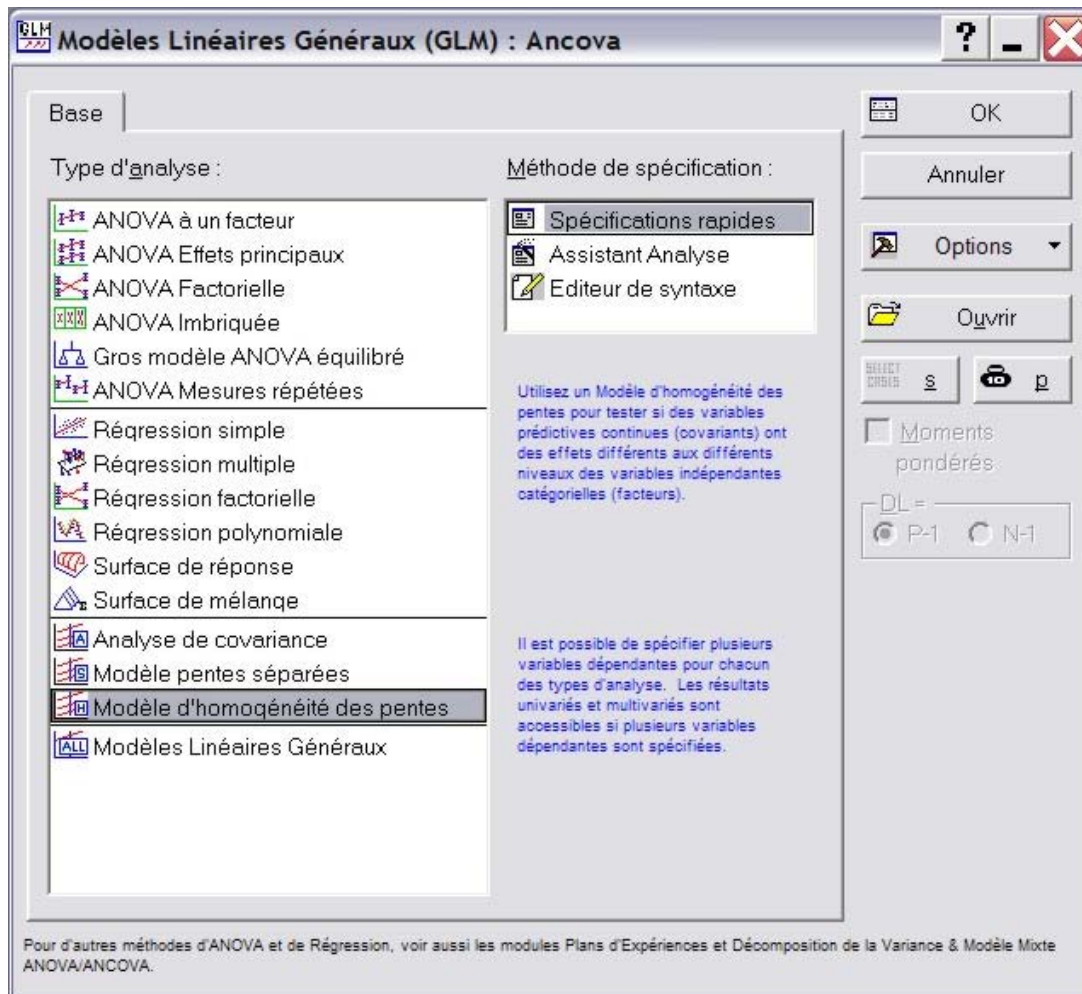 GLM
Modèles Linéaires Généraux (GLM) : Ancova
Base
Type d'analyse :
ANOVA à un facteur
ANOVA Effets principaux
ANOVA Factorielle
ANOVA Imbriquée
Gros modèle ANOVA équilibré
ANOVA Mesures répétées
Régression simple
Régression multiple
Régression factorielle
Régression polynomiale
Surface de réponse
Surface de mélange
Analyse de covariance
Modèle pentes séparées
Modèle d'homogénéité des pentes
Modèles Linéaires Généraux
Méthode de spécification :
Spécifications rapides
Assistant Analyse
Editeur de syntaxe
Utilisez un Modèle d'homogénéité des
pentes pour tester si des variables
prédictives continues (covariants) ont
des effets différents aux différents
niveaux des variables indépendantes
catégorielles (facteurs).
Il est possible de spécifier plusieurs
variables dépendantes pour chacun
des types d'analyse. Les résultats
univariés et multivariés sont
accessibles si plusieurs variables
dépendantes sont spécifiées.
OK
Annuler
Options
Ouvrir
SELECT
CASES
s
p
Moments
pondérés
DL =
P-1
N-1
Pour d'autres méthodes d'ANOVA et de Régression, voir aussi les modules Plans d'Expériences et Décomposition de la Variance & Modèle Mixte
ANOVA/ANCOVA.